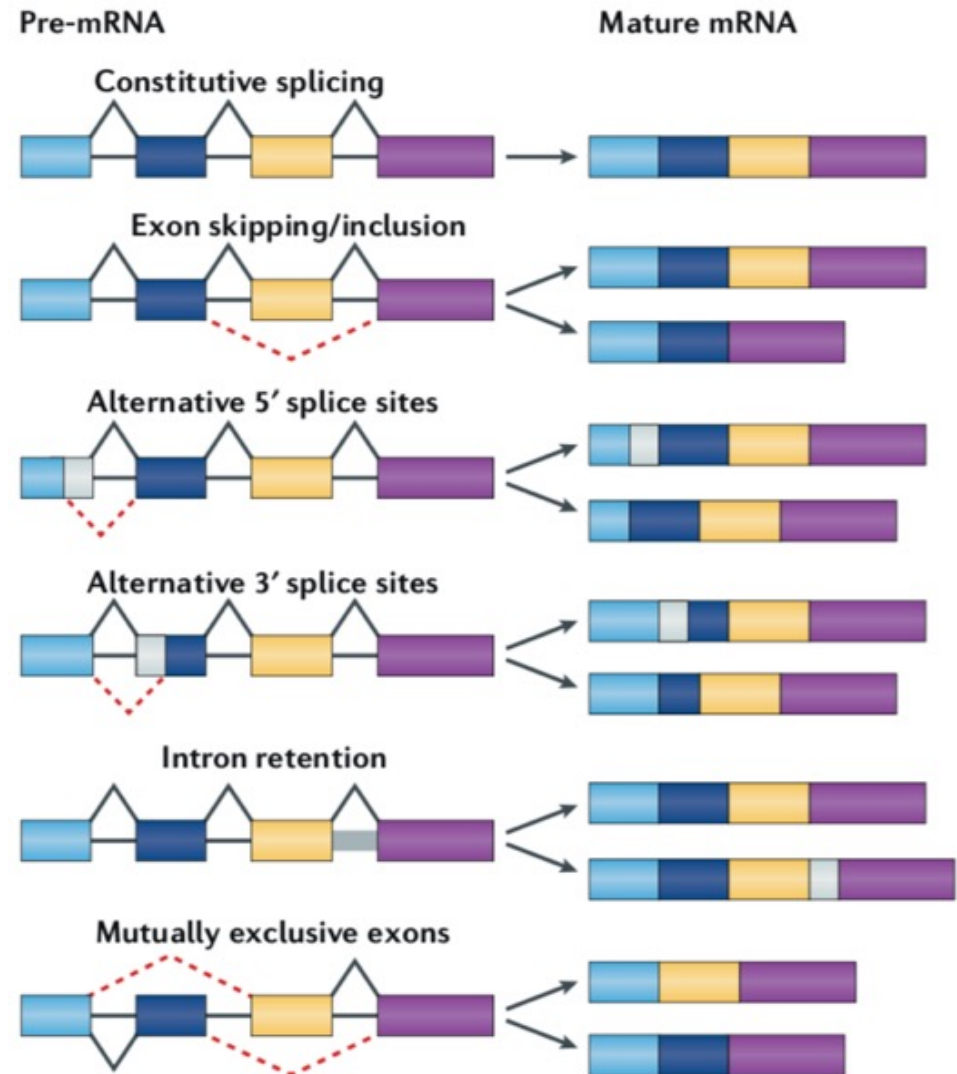 Pre-mRNA
Mature mRNA
Constitutive splicing
Exon skipping/inclusion
Alternative 5′ splice sites
Alternative 3′ splice sites
Intron retention
Mutually exclusive exons